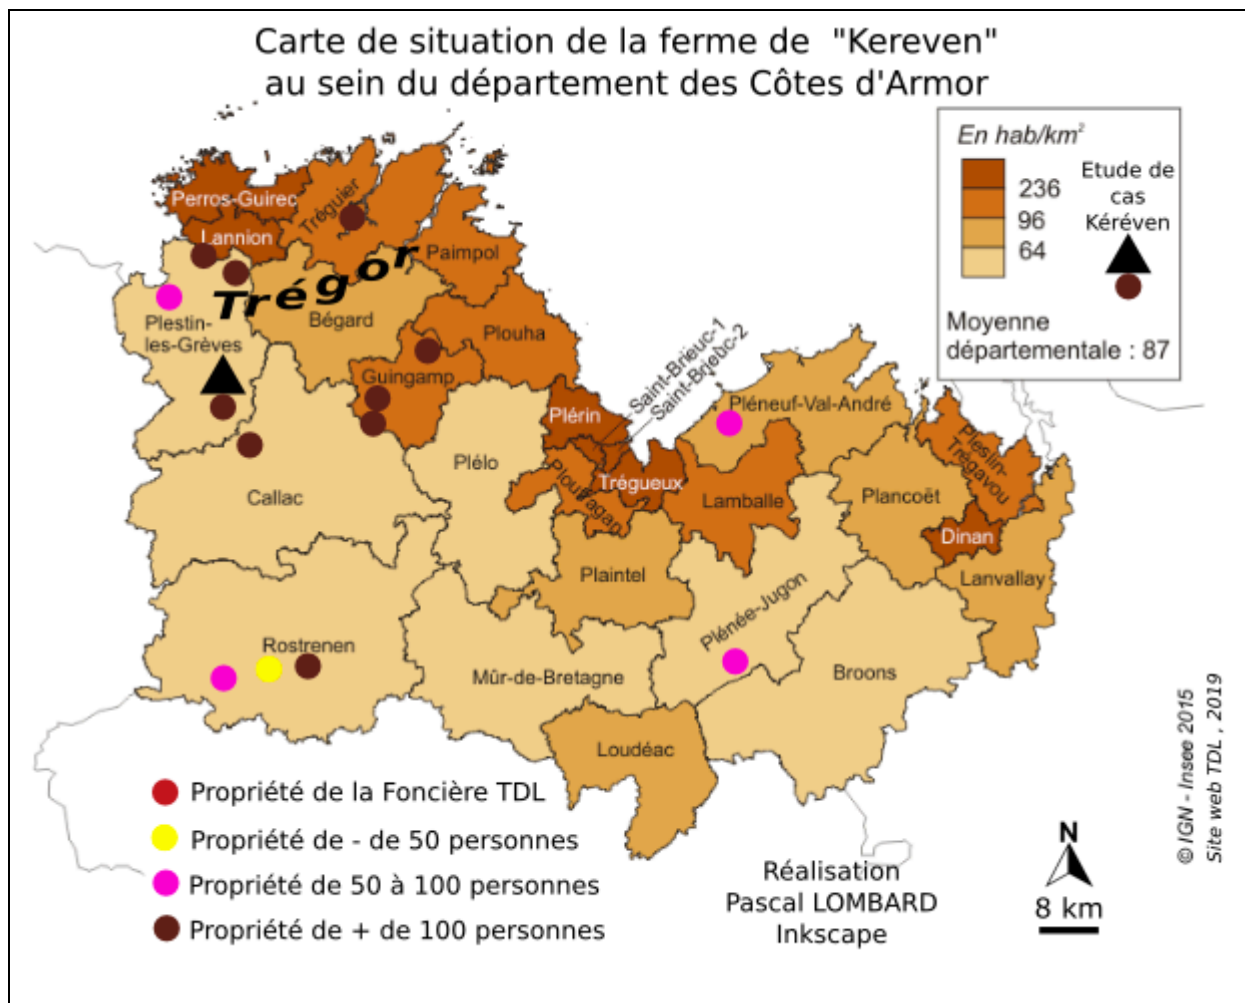 Carte de situation de la ferme de "Kereven"
au sein du département des Côtes d'Armor
En hab/km²
236
96
64
Etude de
cas
Kéréven
Moyenne
départementale : 87
Perros-Guirec
Tréguier
Lannion
Paimpol
Trégor
Bégard
Plouha
Plestin-
les-Grèves
Guingamp
Saint-Brieuc-1
Saint-Brieuc-2
Pléneuf-Val-André
Plérin
Pleslin-
Trégavou
Plélo
Ploufragan
Trégueux
Lamballe
Plancoët
Callac
Dinan
Plaintel
Lanvallay
Plénée-Jugon
Rostrenen
Mûr-de-Bretagne
Broons
Loudéac
Propriété de la Foncière TDL
Propriété de - de 50 personnes
Propriété de 50 à 100 personnes
Propriété de + de 100 personnes
Réalisation
Pascal LOMBARD
Inkscape
N
8 km
© IGN - Insee 2015
Site web TDL , 2019